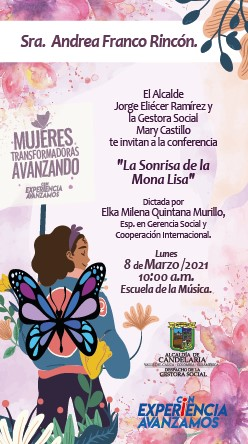 Sra. Andrea Franco Rincón.
El Alcalde
Jorge Eliécer Ramírez y
la Gestora Social
Mary Castillo
te invitan a la conferencia
"La Sonrisa de la
Mona Lisa"
Dictada por
Elka Milena Quintana Murillo,
Esp. en Gerencia Social y
Cooperación Internacional.
Lunes
8 de Marzo /2021
10:00 a.m.
Escuela de la Música.
MUJERES
TRANSFORMADORAS
AVANZANDO
CON
EXPERIENCIA
AVANZAMOS
ALCALDÍA DE
CANDELARIA
DESPACHO DE LA
GESTORA SOCIAL
CON
EXPERIENCIA
AVANZAMOS